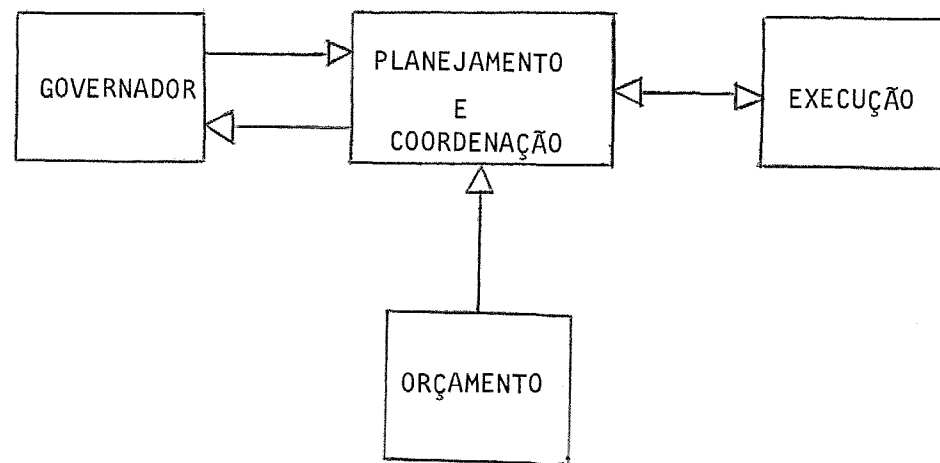 GOVERNADOR
PLANEJAMENTO
E
COORDENAÇÃO
EXECUÇÃO
ORÇAMENTO